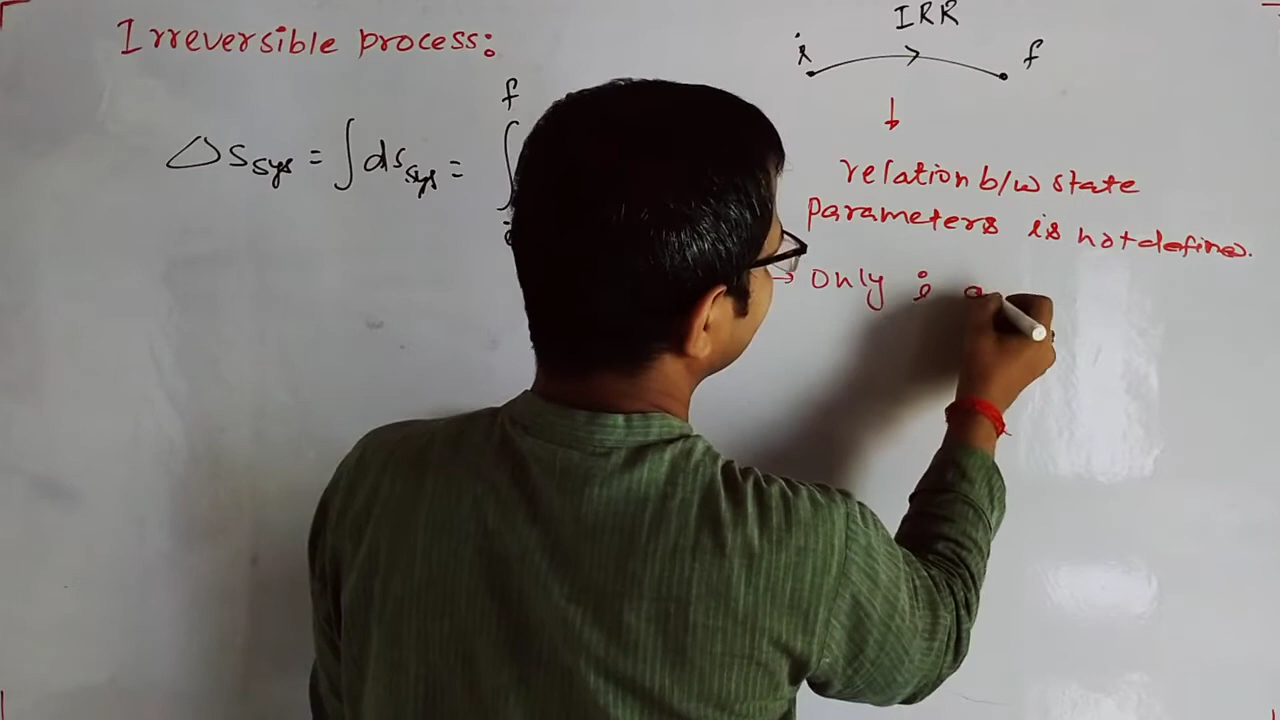 Irreversible process:
IRR
i
f
f
ΔS_sys = ∫dS_sys = ∫
i
↓
relation b/w state
parameters is not define.
→ only i a